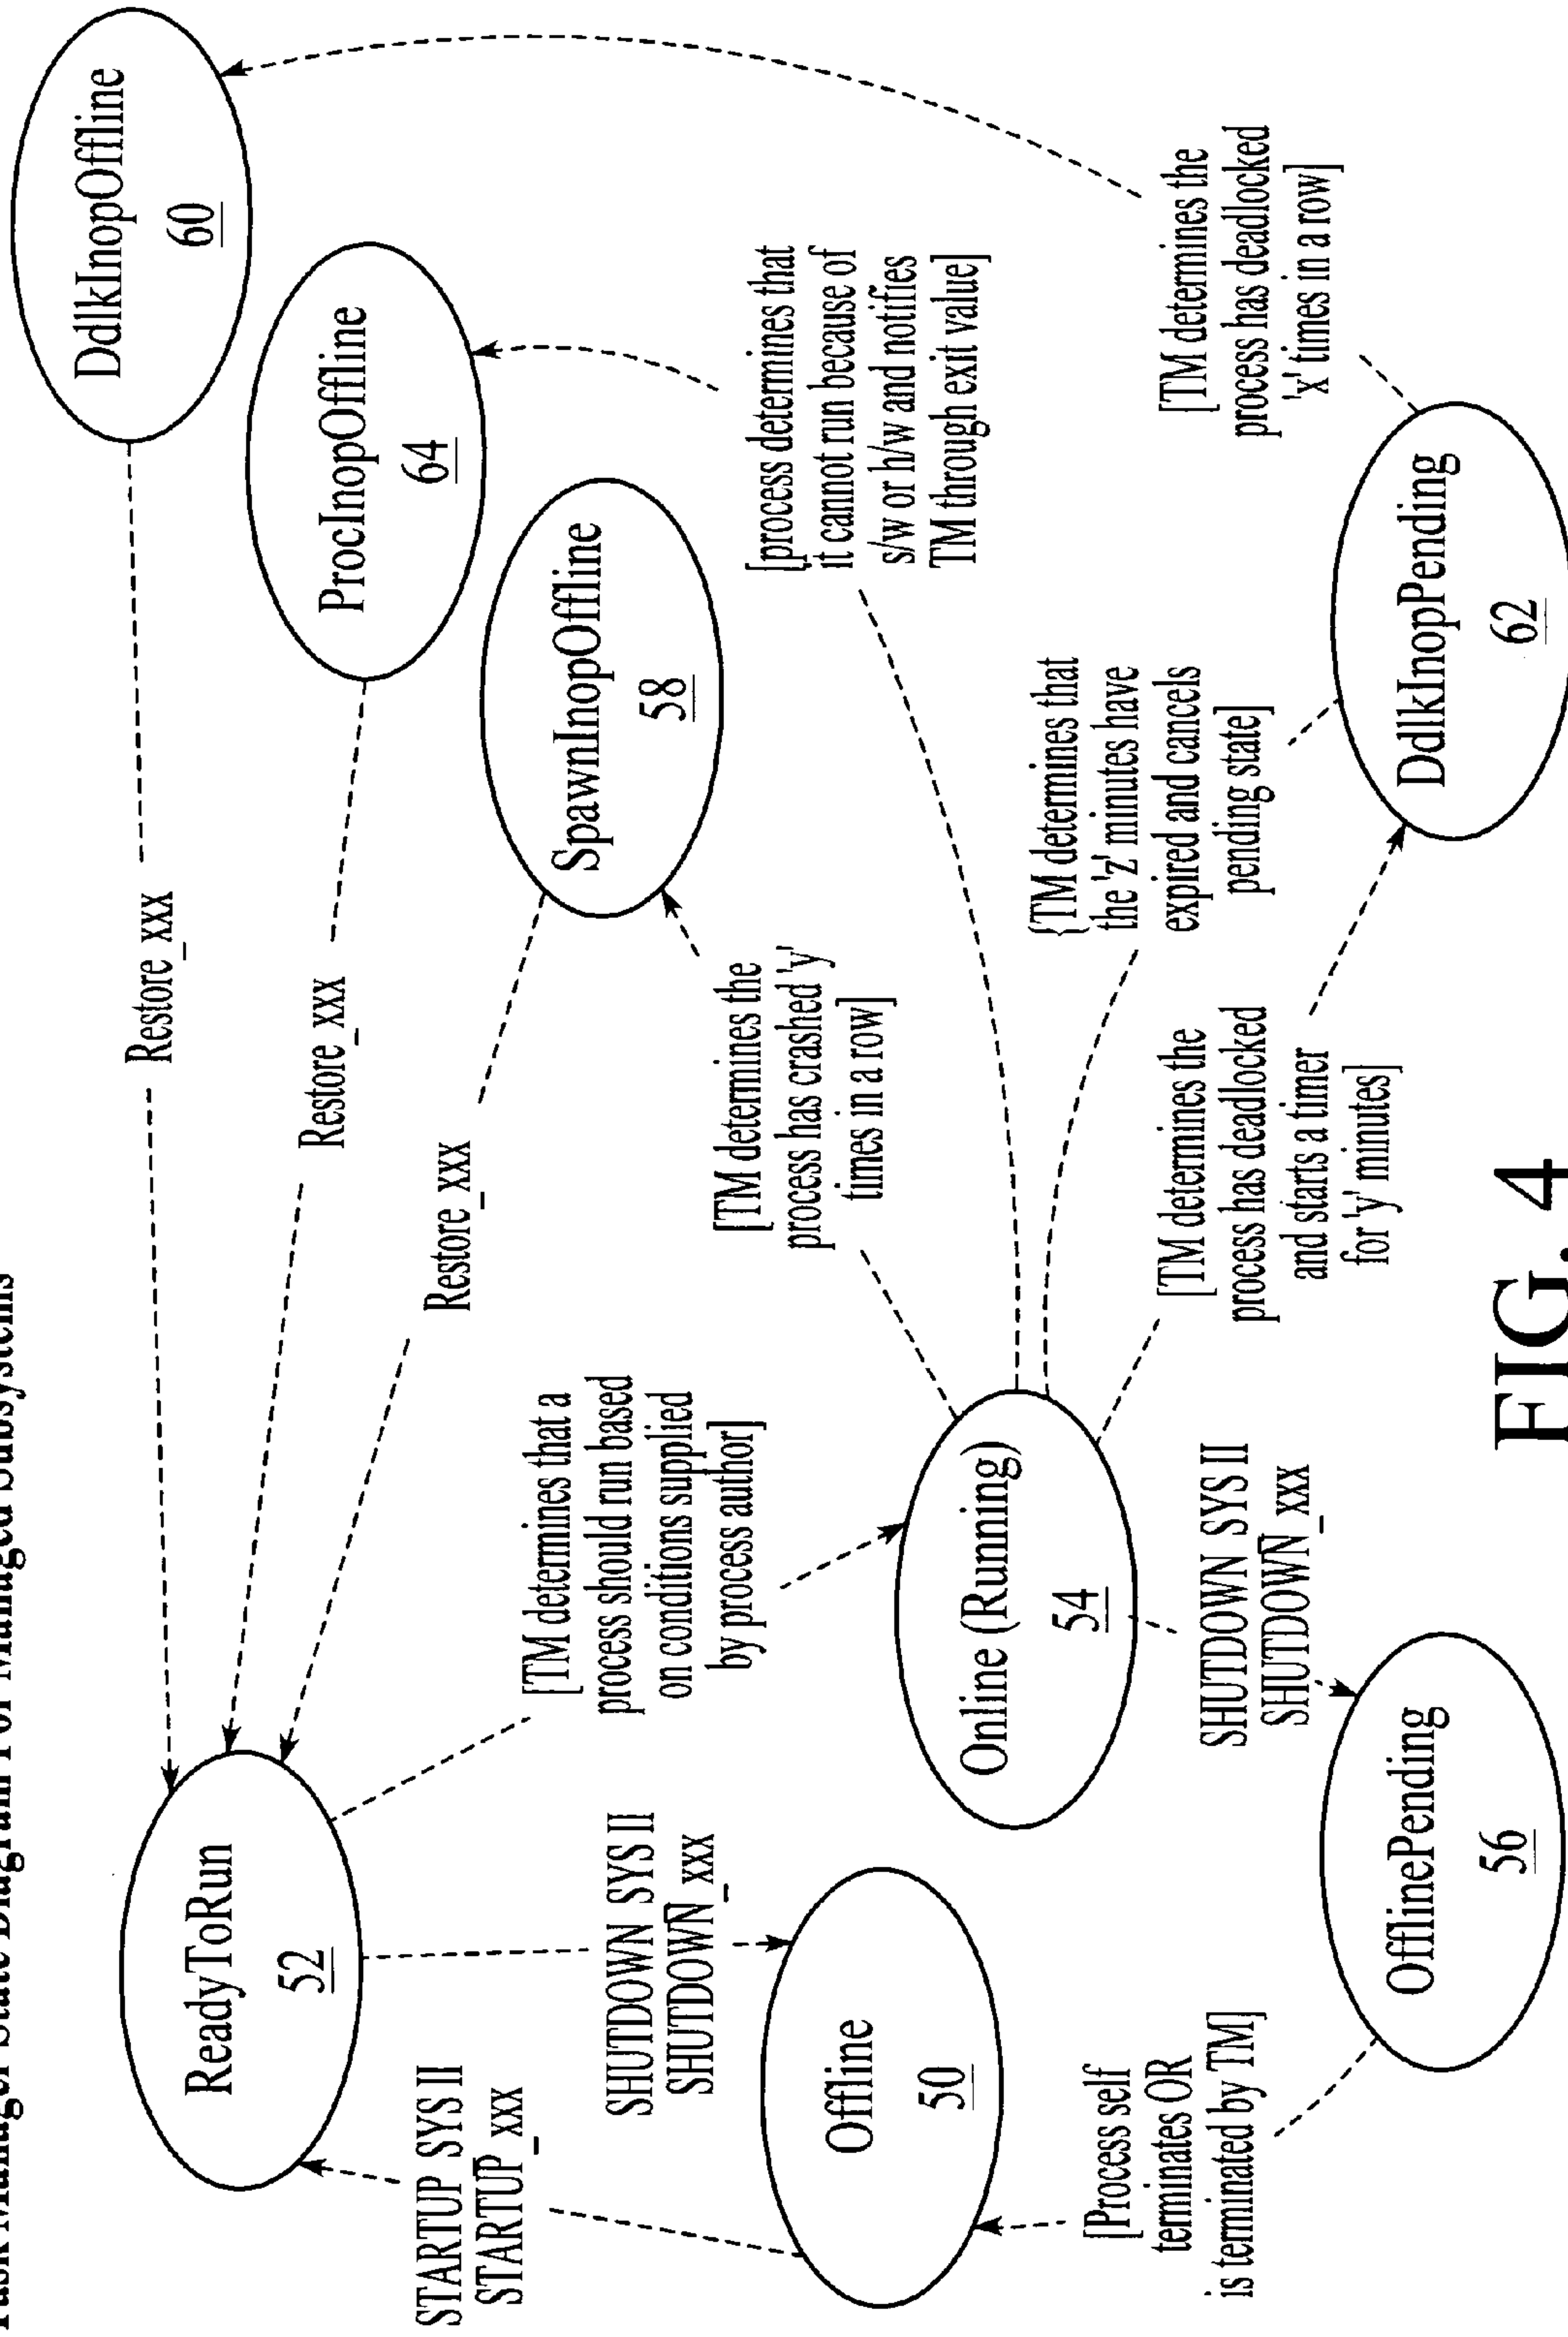 Task Manager State Diagram For Managed Subsystems
ReadyToRun
52
STARTUP SYS II
STARTUP_xxx
SHUTDOWN SYS II
SHUTDOWN_xxx
Offline
50
[Process self
terminates OR
is terminated by TM]
OfflinePending
56
SHUTDOWN SYS II
SHUTDOWN_xxx
Online (Running)
54
[TM determines that a
process should run based
on conditions supplied
by process author]
Restore_xxx
Restore_xxx
Restore_xxx
[TM determines the
process has crashed 'y'
times in a row]
[TM determines the
process has deadlocked
and starts a timer
for 'y' minutes]
{TM determines that
the 'z' minutes have
expired and cancels
pending state]
SpawnInopOffline
58
ProcInopOffline
64
DdlkInopOffline
60
[process determines that
it cannot run because of
s/w or h/w and notifies
TM through exit value]
[TM determines the
process has deadlocked
'x' times in a row]
DdlkInopPending
62
FIG. 4